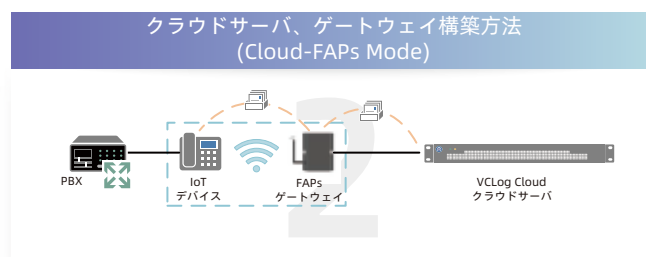 クラウドサーバ、ゲートウェイ構築方法
(Cloud-FAPs Mode)
2
PBX
IoT
デバイス
FAPs
ゲートウェイ
VCLog Cloud
クラウドサーバ